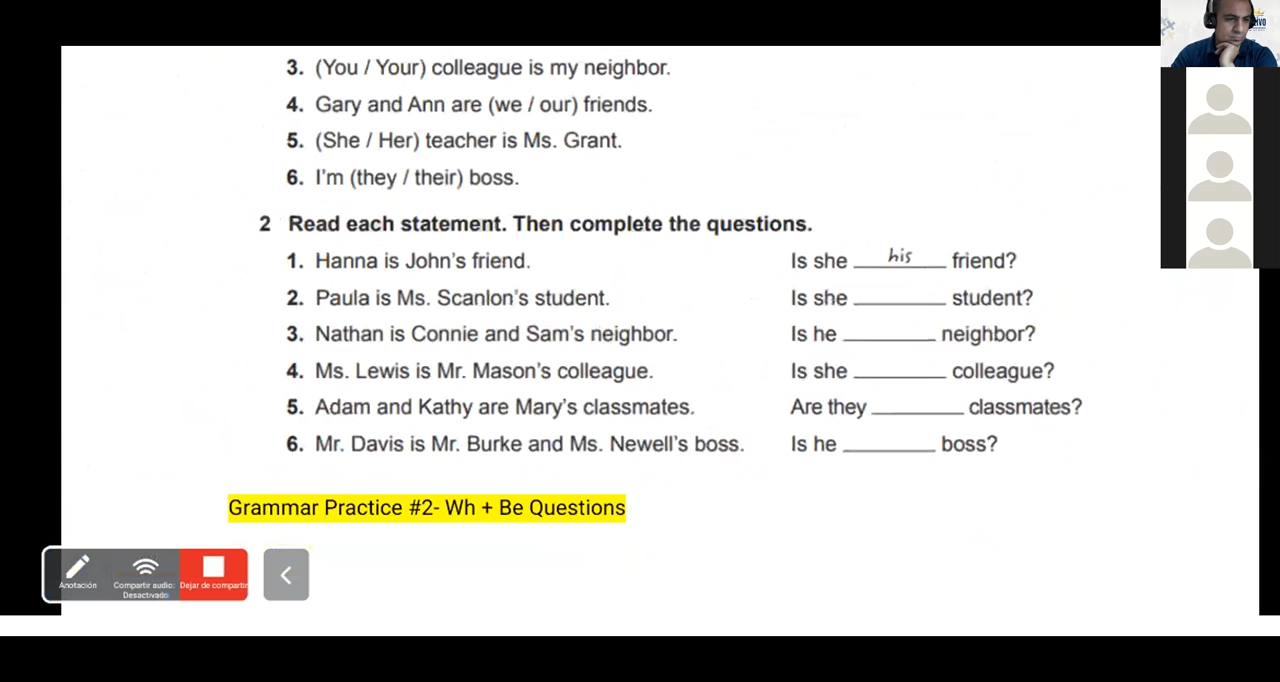 3. (You / Your) colleague is my neighbor.
4. Gary and Ann are (we / our) friends.
5. (She / Her) teacher is Ms. Grant.
6. I'm (they / their) boss.
2 Read each statement. Then complete the questions.
1. Hanna is John's friend. Is she his friend?
2. Paula is Ms. Scanlon's student. Is she ________ student?
3. Nathan is Connie and Sam's neighbor. Is he ________ neighbor?
4. Ms. Lewis is Mr. Mason's colleague. Is she ________ colleague?
5. Adam and Kathy are Mary's classmates. Are they ________ classmates?
6. Mr. Davis is Mr. Burke and Ms. Newell's boss. Is he ________ boss?
Grammar Practice #2- Wh + Be Questions
Anotación
Compartir audio: Desactivado
Dejar de compartir